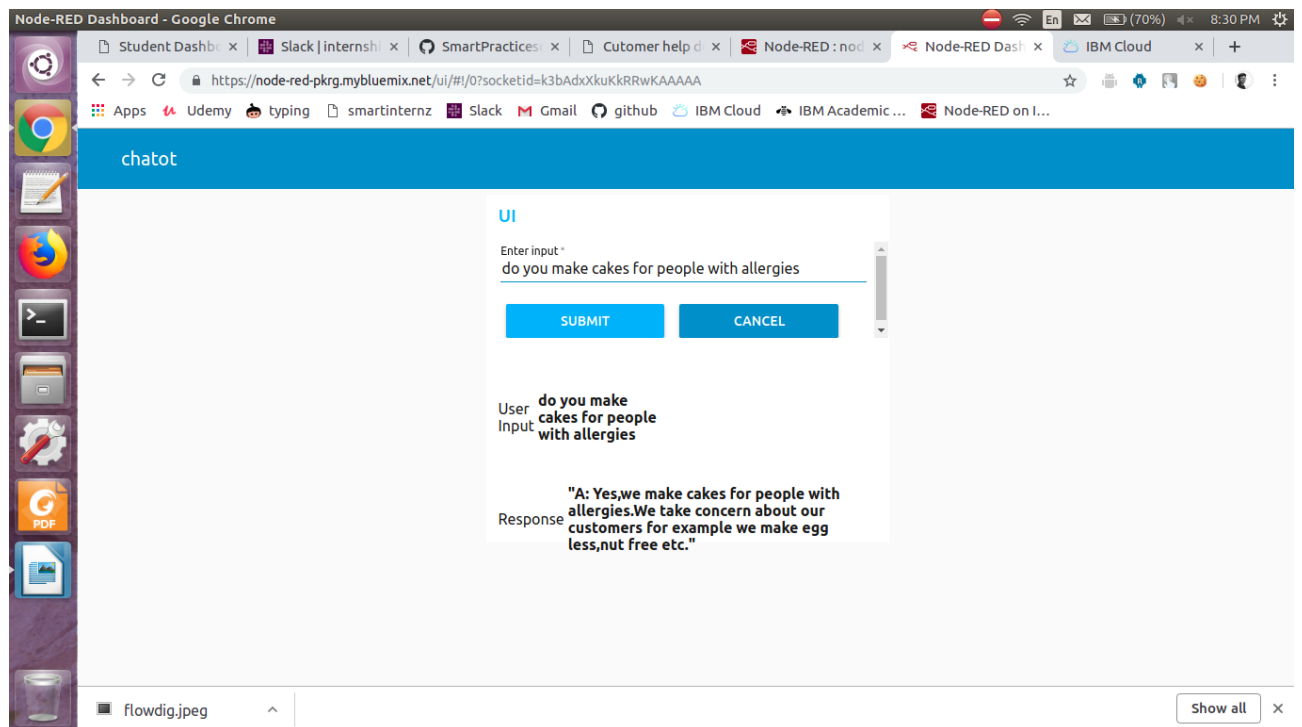 Node-RED Dashboard - Google Chrome
En (70%) 8:30 PM
Student Dashbo Slack | internshi SmartPractices Cutomer help d Node-RED : nod Node-RED Dash IBM Cloud
https://node-red-pkrg.mybluemix.net/ui/#!/0?socketid=k3bAdxXkuKkRRwKAAAAA
Apps Udemy typing smartinternz Slack Gmail github IBM Cloud IBM Academic ... Node-RED on I...
chatot
UI
Enter input *
do you make cakes for people with allergies
SUBMIT CANCEL
User Input
do you make
cakes for people
with allergies
Response
"A: Yes,we make cakes for people with
allergies.We take concern about our
customers for example we make egg
less,nut free etc."
PDF
flowdig.jpeg
Show all